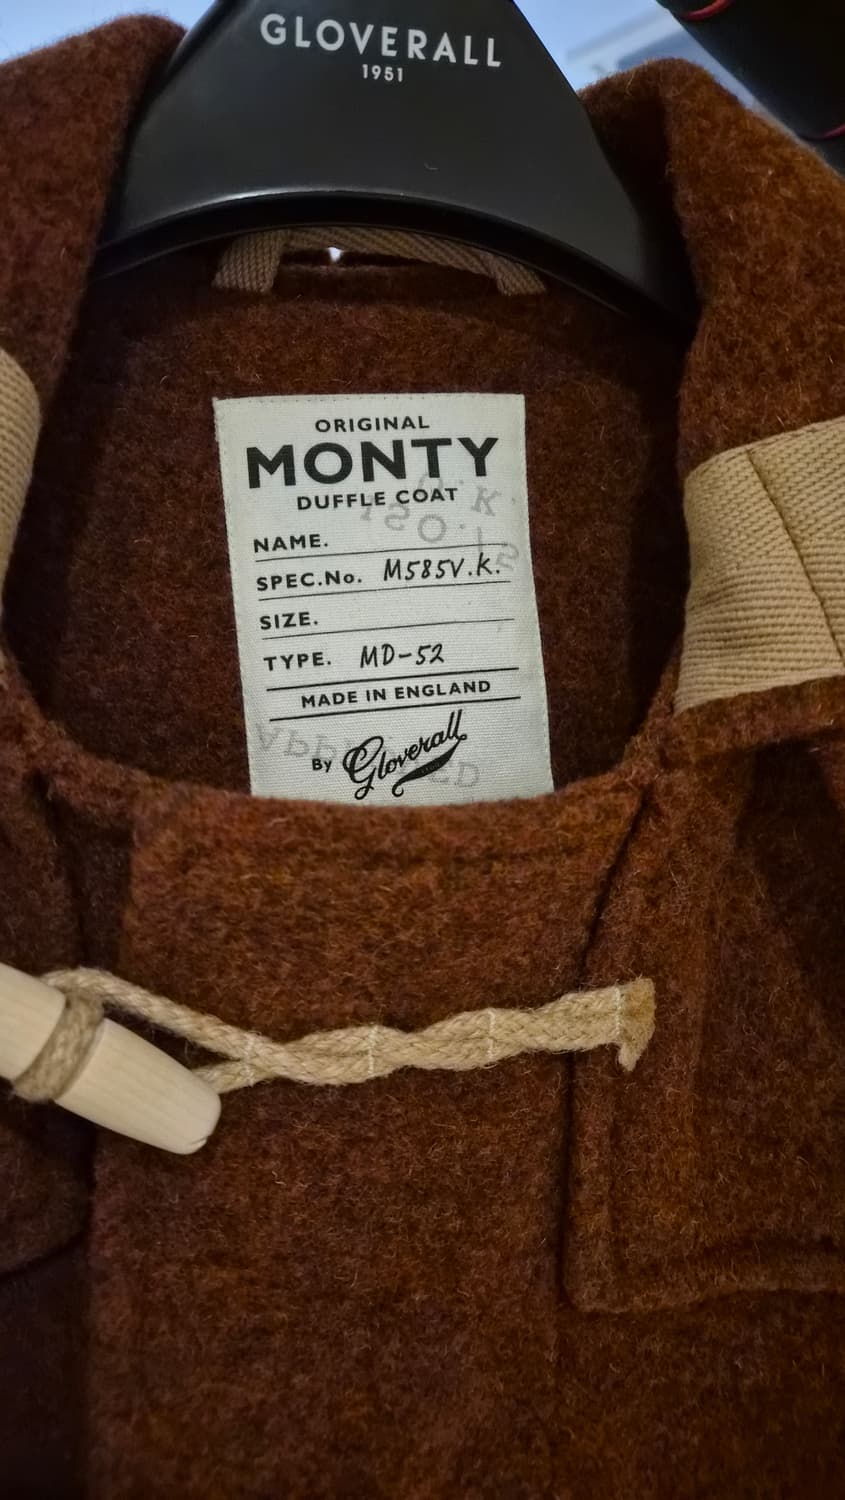 GLOVERALL
1951
ORIGINAL
MONTY
DUFFLE COAT
NAME.
SPEC.No. M585V.K.
SIZE.
TYPE. MD-52
MADE IN ENGLAND
By Gloverall